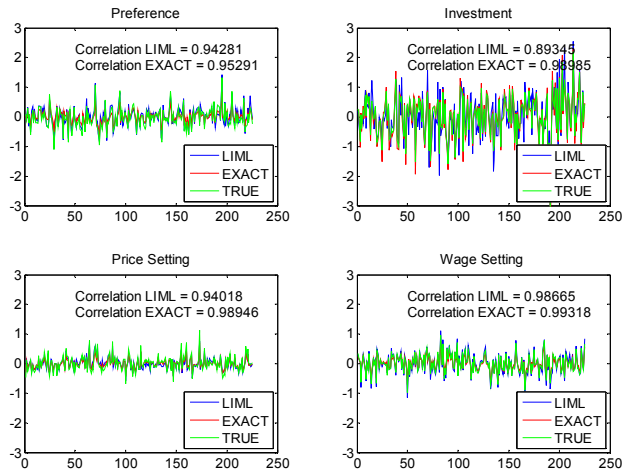 Preference
Correlation LIML = 0.94281
Correlation EXACT = 0.95291
3
2
1
0
-1
-2
-3
0 50 100 150 200 250
LIML
EXACT
TRUE
Investment
Correlation LIML = 0.89345
Correlation EXACT = 0.98985
3
2
1
0
-1
-2
-3
0 50 100 150 200 250
LIML
EXACT
TRUE
Price Setting
Correlation LIML = 0.94018
Correlation EXACT = 0.98946
3
2
1
0
-1
-2
-3
0 50 100 150 200 250
LIML
EXACT
TRUE
Wage Setting
Correlation LIML = 0.98665
Correlation EXACT = 0.99318
3
2
1
0
-1
-2
-3
0 50 100 150 200 250
LIML
EXACT
TRUE